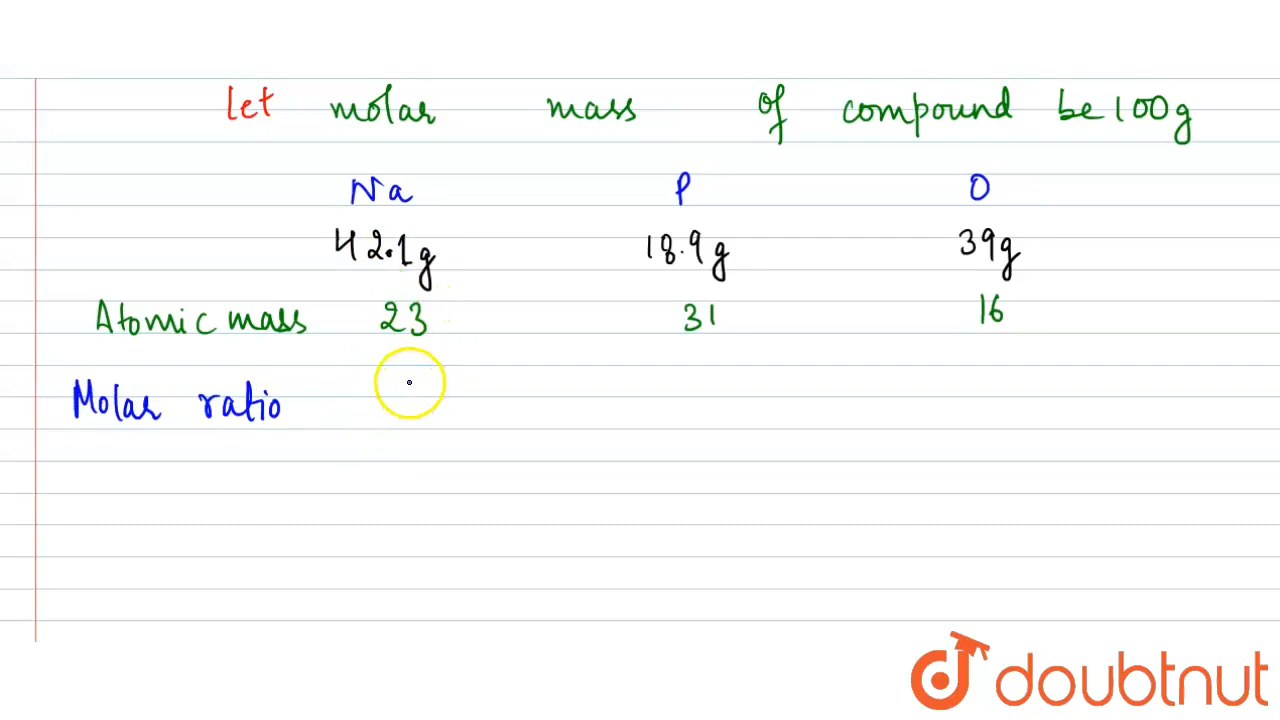 let molar mass of compound be 100g
Na P O
42.1g 18.9g 39g
Atomic mass 23 31 16
Molar ratio
doubtnut